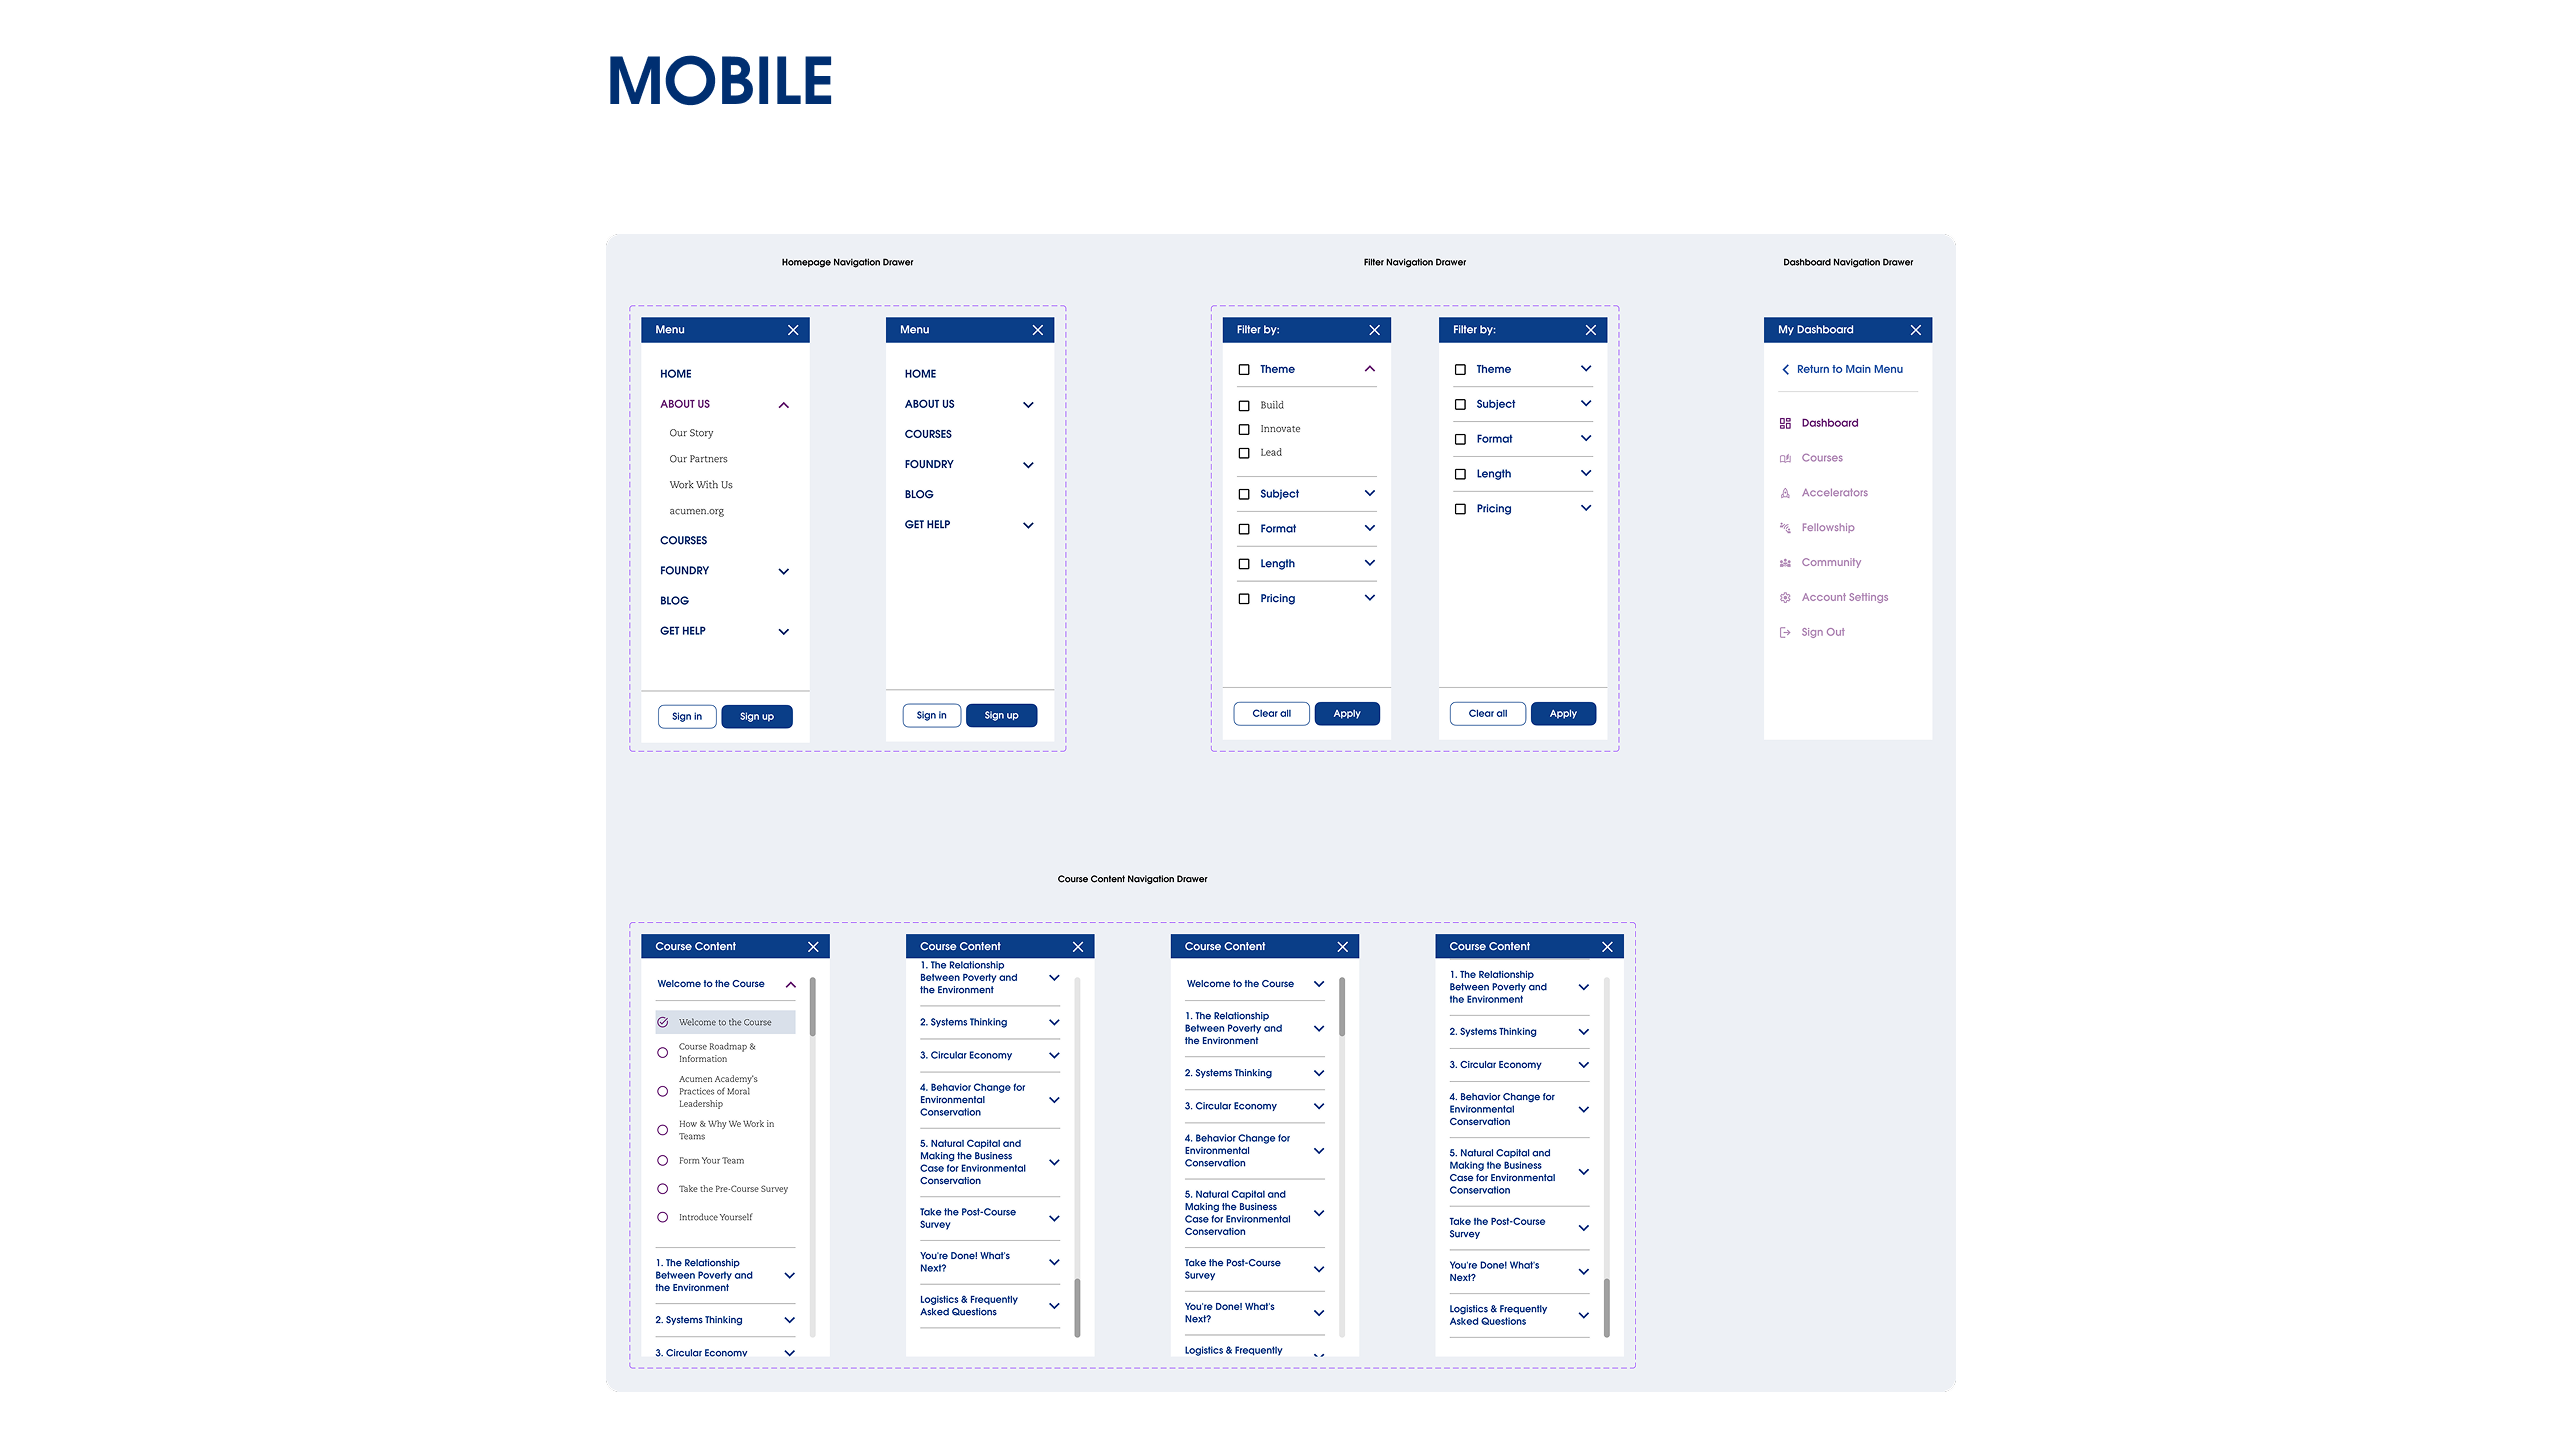 MOBILE
Homepage Navigation Drawer
Menu
HOME
ABOUT US
Our Story
Our Partners
Work With Us
acumen.org
COURSES
FOUNDRY
BLOG
GET HELP
Sign in
Sign up
Menu
HOME
ABOUT US
COURSES
FOUNDRY
BLOG
GET HELP
Sign in
Sign up
Filter Navigation Drawer
Filter by:
Theme
Build
Innovate
Lead
Subject
Format
Length
Pricing
Clear all
Apply
Filter by:
Theme
Subject
Format
Length
Pricing
Clear all
Apply
Dashboard Navigation Drawer
My Dashboard
Return to Main Menu
Dashboard
Courses
Accelerators
Fellowship
Community
Account Settings
Sign Out
Course Content Navigation Drawer
Course Content
Welcome to the Course
Welcome to the Course
Course Roadmap &
Information
Acumen Academy's
Practices of Moral
Leadership
How & Why We Work in
Teams
Form Your Team
Take the Pre-Course Survey
Introduce Yourself
1. The Relationship
Between Poverty and
the Environment
2. Systems Thinking
3. Circular Economy
Course Content
1. The Relationship
Between Poverty and
the Environment
2. Systems Thinking
3. Circular Economy
4. Behavior Change for
Environmental
Conservation
5. Natural Capital and
Making the Business
Case for Environmental
Conservation
Take the Post-Course
Survey
You're Done! What's
Next?
Logistics & Frequently
Asked Questions
Course Content
Welcome to the Course
1. The Relationship
Between Poverty and
the Environment
2. Systems Thinking
3. Circular Economy
4. Behavior Change for
Environmental
Conservation
5. Natural Capital and
Making the Business
Case for Environmental
Conservation
Take the Post-Course
Survey
You're Done! What's
Next?
Logistics & Frequently
Course Content
1. The Relationship
Between Poverty and
the Environment
2. Systems Thinking
3. Circular Economy
4. Behavior Change for
Environmental
Conservation
5. Natural Capital and
Making the Business
Case for Environmental
Conservation
Take the Post-Course
Survey
You're Done! What's
Next?
Logistics & Frequently
Asked Questions